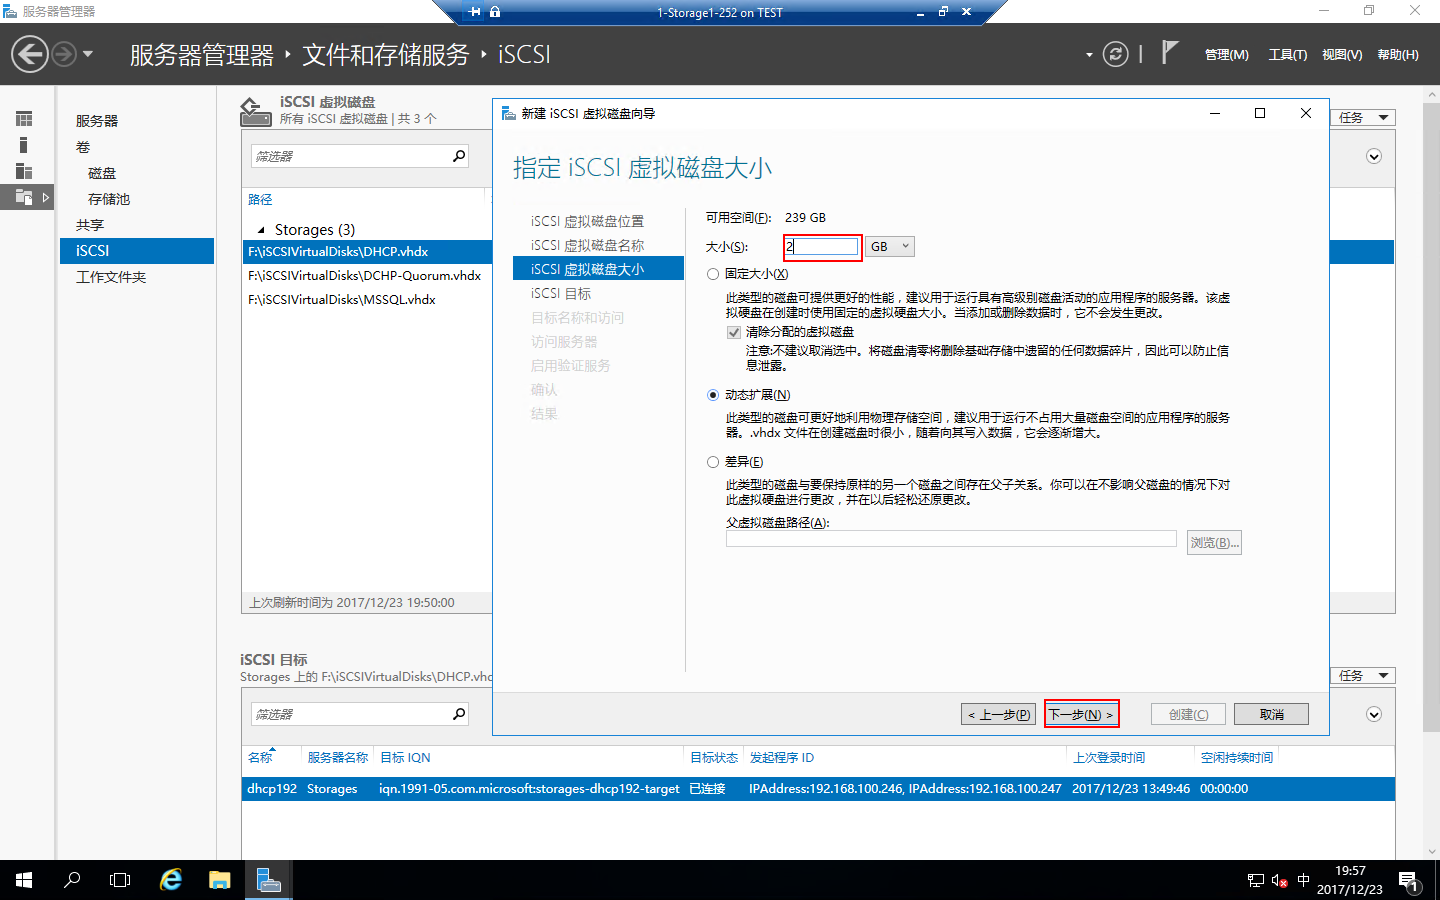 服务器管理器
1-Storage1-252 on TEST
服务器管理器 ‣ 文件和存储服务 ‣ iSCSI
管理(M) 工具(T) 视图(V) 帮助(H)
服务器
卷
磁盘
存储池
共享
iSCSI
工作文件夹
iSCSI 虚拟磁盘
所有 iSCSI 虚拟磁盘 | 共 3 个
任务
筛选器
路径
Storages (3)
F:\iSCSIVirtualDisks\DHCP.vhdx
F:\iSCSIVirtualDisks\DCHP-Quorum.vhdx
F:\iSCSIVirtualDisks\MSSQL.vhdx
上次刷新时间为 2017/12/23 19:50:00
新建 iSCSI 虚拟磁盘向导
指定 iSCSI 虚拟磁盘大小
iSCSI 虚拟磁盘位置
iSCSI 虚拟磁盘名称
iSCSI 虚拟磁盘大小
iSCSI 目标
目标名称和访问
访问服务器
启用验证服务
确认
结果
可用空间(F): 239 GB
大小(S): 2 GB
固定大小(X)
此类型的磁盘可提供更好的性能，建议用于运行具有高级别磁盘活动的应用程序的服务器。该虚
拟硬盘在创建时使用固定的虚拟硬盘大小。当添加或删除数据时，它不会发生更改。
清除分配的虚拟磁盘
注意:不建议取消选中。将磁盘清零将删除基础存储中遗留的任何数据碎片，因此可以防止信
息泄露。
动态扩展(N)
此类型的磁盘可更好地利用物理存储空间，建议用于运行不占用大量磁盘空间的应用程序的服务
器。.vhdx 文件在创建磁盘时很小，随着向其写入数据，它会逐渐增大。
差异(E)
此类型的磁盘与要保持原样的另一个磁盘之间存在父子关系。你可以在不影响父磁盘的情况下对
此虚拟硬盘进行更改，并在以后轻松还原更改。
父虚拟磁盘路径(A):
浏览(B)...
< 上一步(P) 下一步(N) > 创建(C) 取消
iSCSI 目标
Storages 上的 F:\iSCSIVirtualDisks\DHCP.vhd
任务
筛选器
名称 服务器名称 目标 IQN 目标状态 发起程序 ID 上次登录时间 空闲持续时间
dhcp192 Storages iqn.1991-05.com.microsoft:storages-dhcp192-target 已连接 IPAddress:192.168.100.246, IPAddress:192.168.100.247 2017/12/23 13:49:46 00:00:00
中
19:57
2017/12/23
1